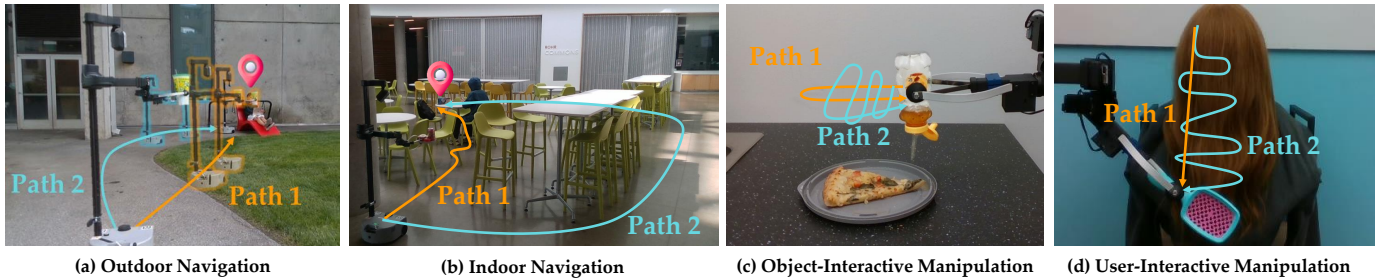 Path 2
Path 1
Path 1
Path 2
COMMONS
Path 1
Path 2
Path 1
Path 2
(a) Outdoor Navigation
(b) Indoor Navigation
(c) Object-Interactive Manipulation
(d) User-Interactive Manipulation